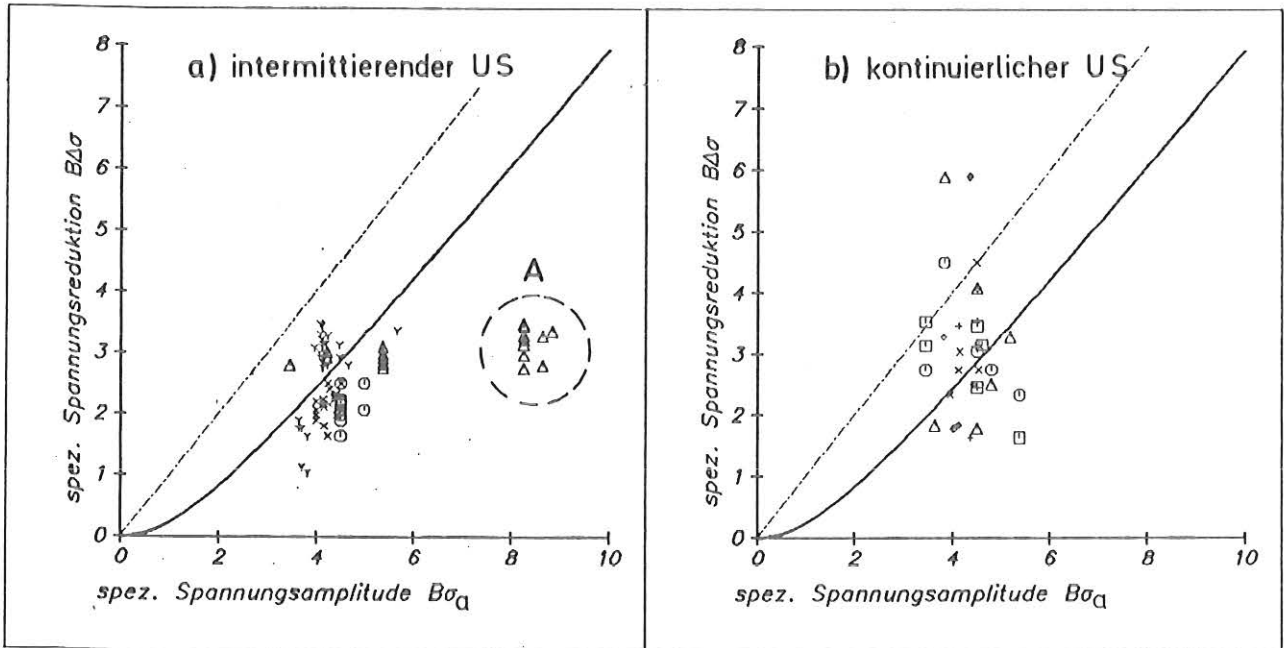 a) intermittierender US
8
7
6
5
4
3
2
1
0
spez. Spannungsreduktion BΔσ
A
0 2 4 6 8 10
spez. Spannungsamplitude Bσa
b) kontinuierlicher US
8
7
6
5
4
3
2
1
0
spez. Spannungsreduktion BΔσ
0 2 4 6 8 10
spez. Spannungsamplitude Bσa